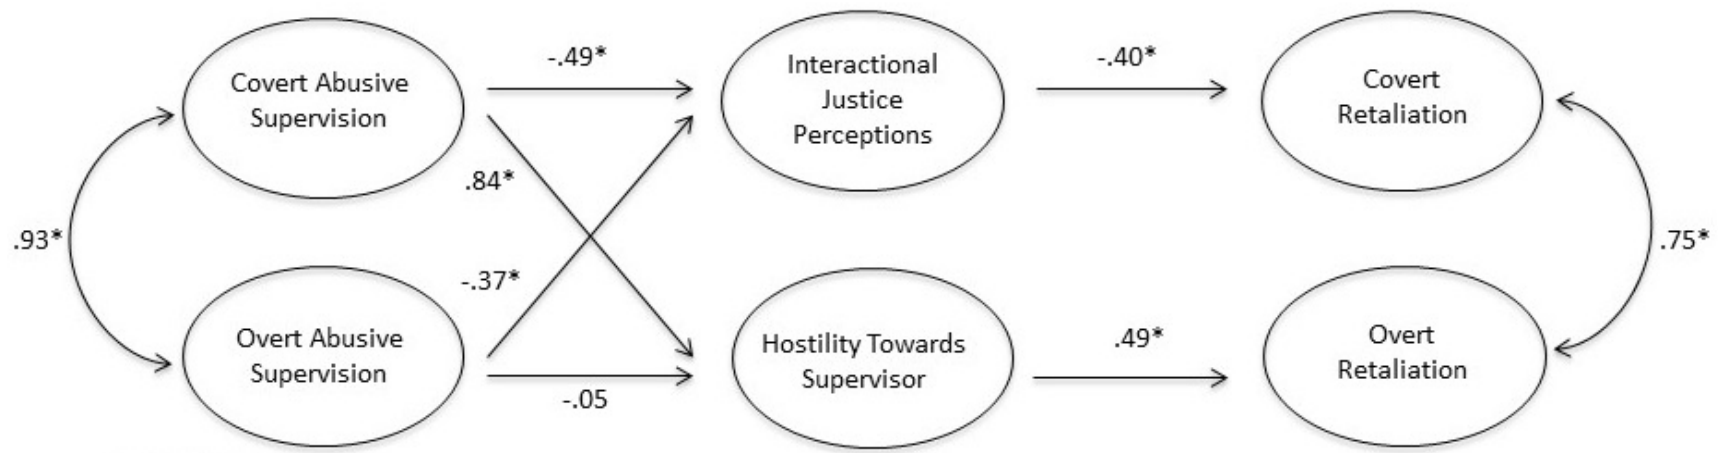 Covert Abusive
Supervision
-.49*
Interactional
Justice
Perceptions
-.40*
Covert
Retaliation
.84*
.93*
.75*
-.37*
Overt Abusive
Supervision
-.05
Hostility Towards
Supervisor
.49*
Overt
Retaliation